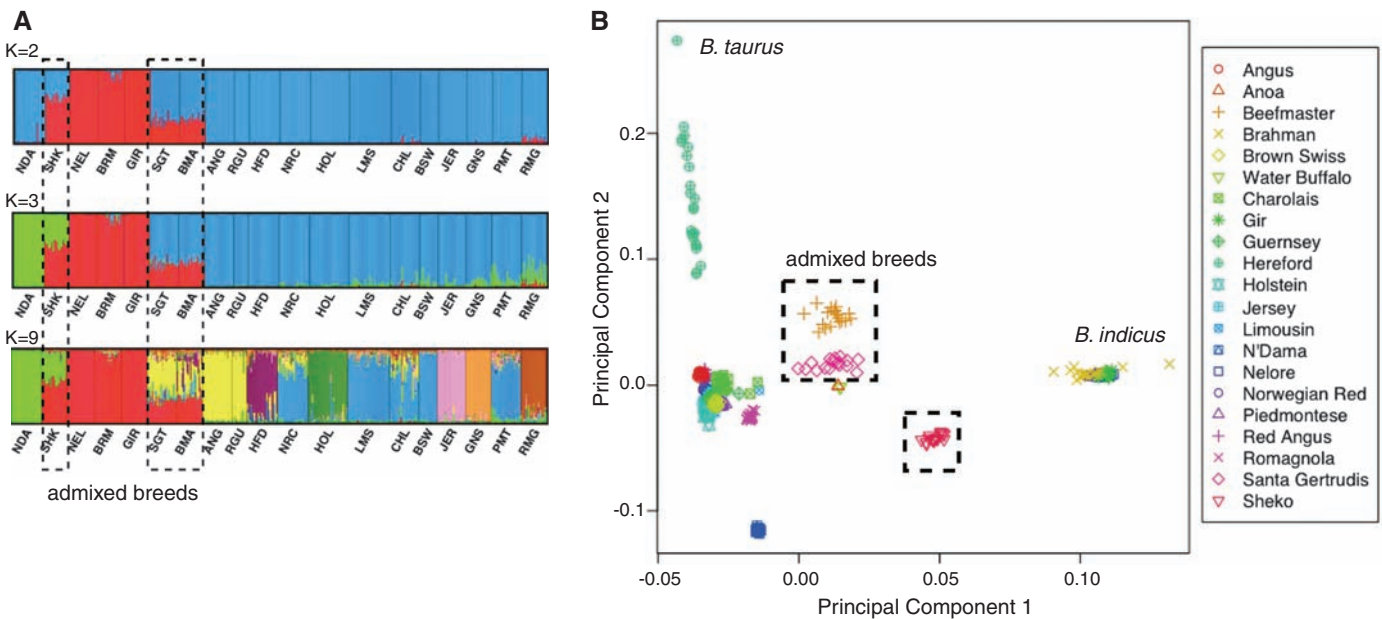 A
K=2
NDA SHK NEL BRM GIR SGT BMA ANG RGU HFD NRC HOL LMS CHL BSW JER GNS PMT RMG
K=3
NDA SHK NEL BRM GIR SGT BMA ANG RGU HFD NRC HOL LMS CHL BSW JER GNS PMT RMG
K=9
NDA SHK NEL BRM GIR SGT BMA ANG RGU HFD NRC HOL LMS CHL BSW JER GNS PMT RMG
admixed breeds
B
B. taurus
admixed breeds
B. indicus
Principal Component 2
0.2
0.1
0.0
-0.1
-0.05 0.00 0.05 0.10
Principal Component 1
Angus
Anoa
Beefmaster
Brahman
Brown Swiss
Water Buffalo
Charolais
Gir
Guernsey
Hereford
Holstein
Jersey
Limousin
N'Dama
Nelore
Norwegian Red
Piedmontese
Red Angus
Romagnola
Santa Gertrudis
Sheko